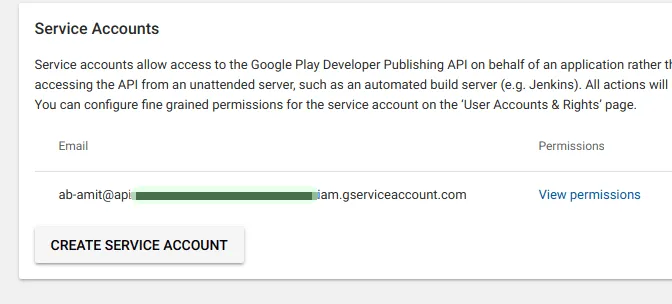 Service Accounts
Service accounts allow access to the Google Play Developer Publishing API on behalf of an application rather
accessing the API from an unattended server, such as an automated build server (e.g. Jenkins). All actions will
You can configure fine grained permissions for the service account on the 'User Accounts & Rights' page.
Email Permissions
ab-amit@api iam.gserviceaccount.com View permissions
CREATE SERVICE ACCOUNT